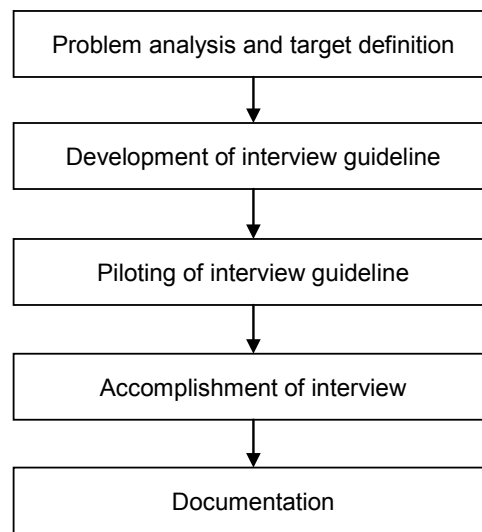 Problem analysis and target definition
Development of interview guideline
Piloting of interview guideline
Accomplishment of interview
Documentation